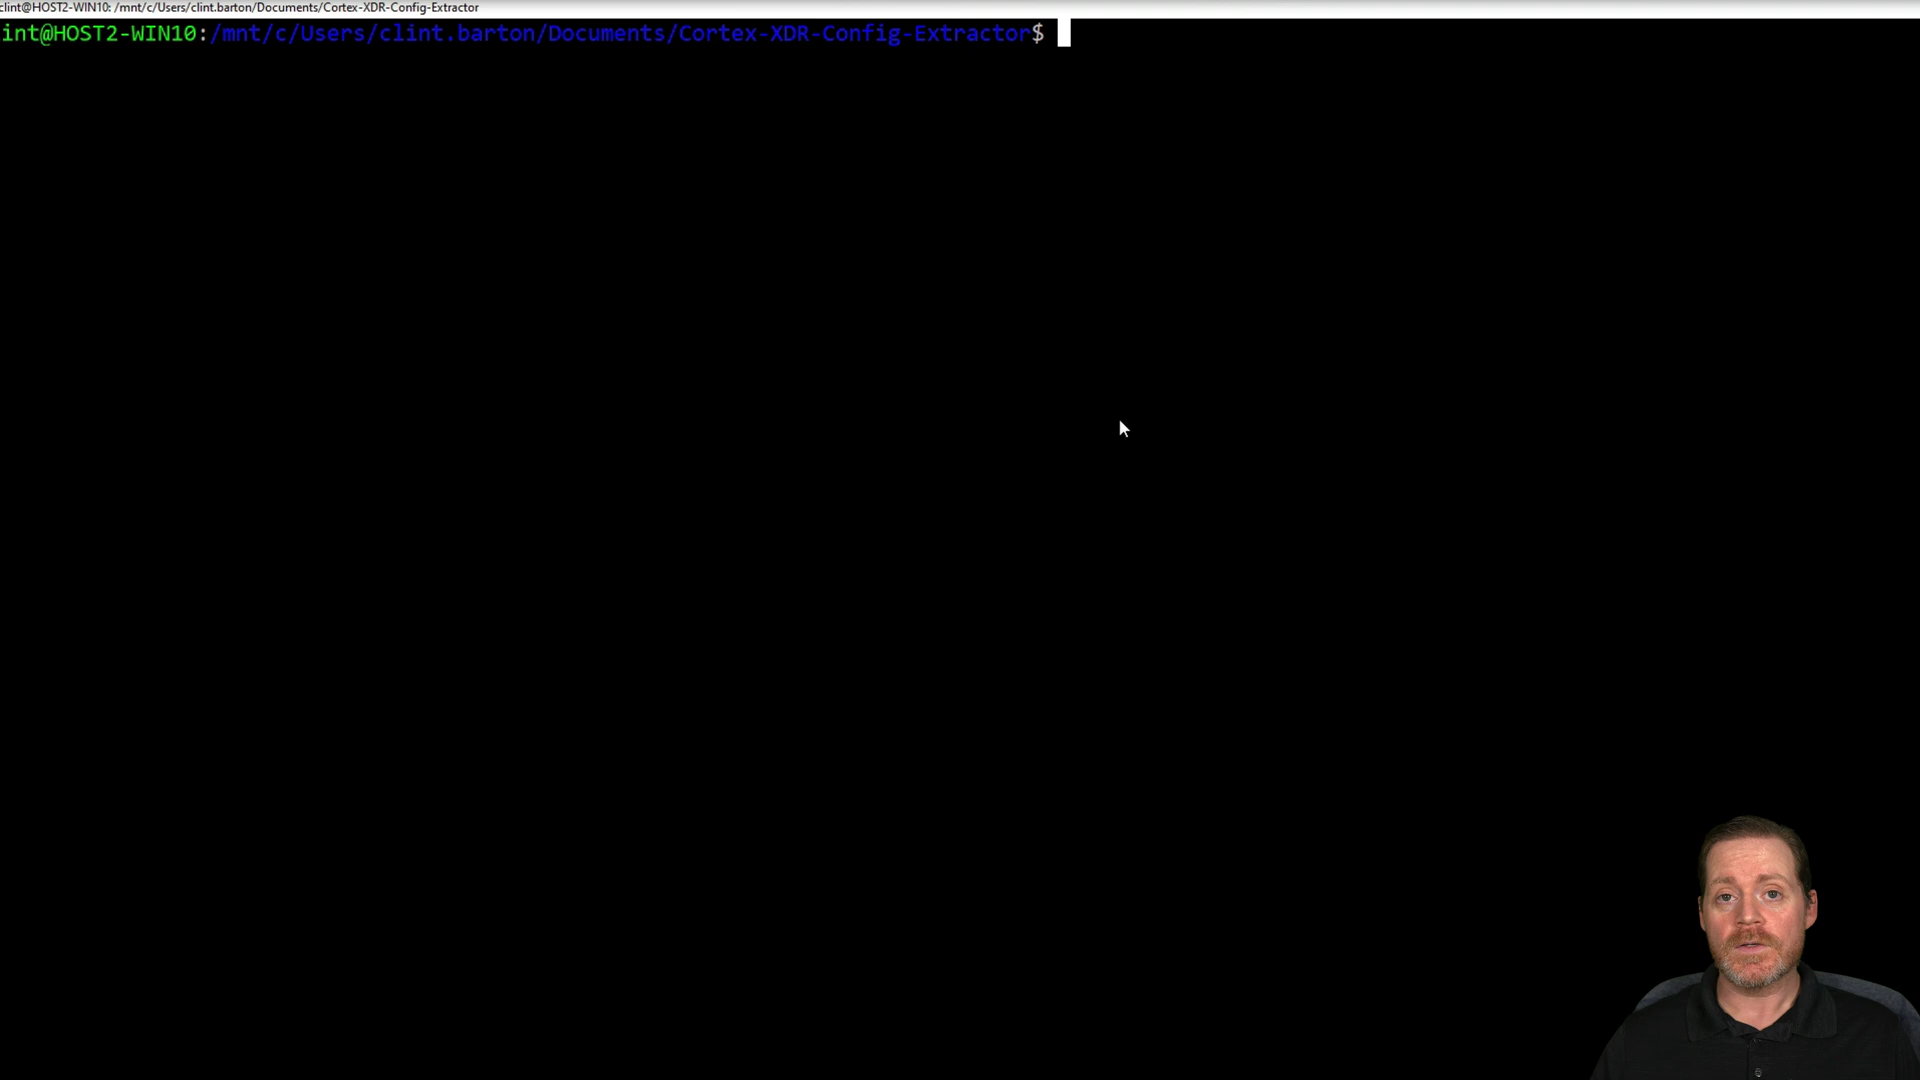 clint@HOST2-WIN10: /mnt/c/Users/clint.barton/Documents/Cortex-XDR-Config-Extractor
int@HOST2-WIN10:/mnt/c/Users/clint.barton/Documents/Cortex-XDR-Config-Extractor$